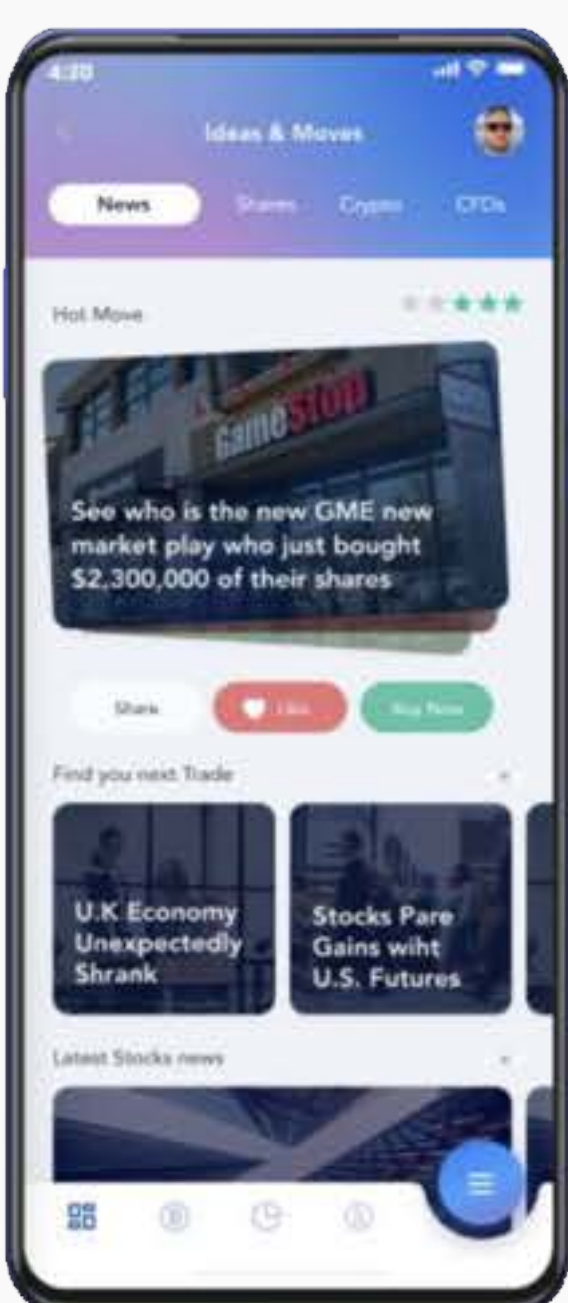 4:20
Ideas & Moves
News Shares Crypto CFDs
Hot Move
GameStop
See who is the new GME new
market play who just bought
$2,300,000 of their shares
Share Like Buy Now
Find you next Trade
U.K Economy
Unexpectedly
Shrank
Stocks Pare
Gains wiht
U.S. Futures
Latest Stocks news